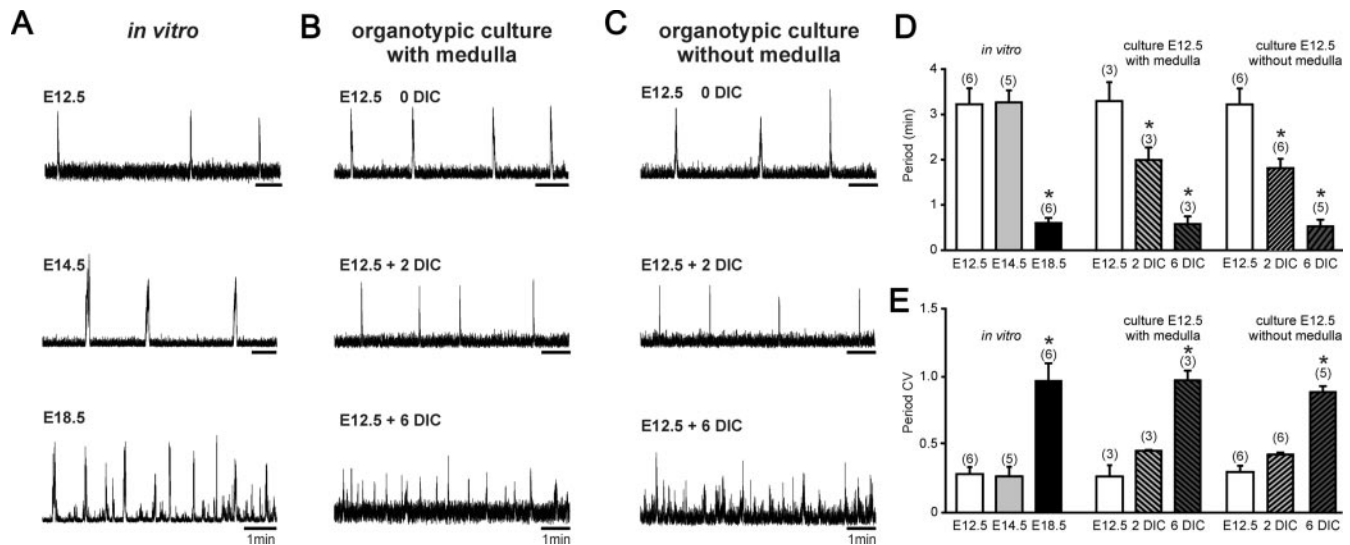 A
in vitro
E12.5
E14.5
E18.5
1min
B
organotypic culture
with medulla
E12.5 0 DIC
E12.5 + 2 DIC
E12.5 + 6 DIC
1min
C
organotypic culture
without medulla
E12.5 0 DIC
E12.5 + 2 DIC
E12.5 + 6 DIC
1min
D
in vitro
culture E12.5
with medulla
culture E12.5
without medulla
Period (min)
4
3
2
1
0
(6) (5) * (6) (3) * (3) * (3) (6) * (6) * (5)
E12.5 E14.5 E18.5 E12.5 2 DIC 6 DIC E12.5 2 DIC 6 DIC
E
in vitro
culture E12.5
with medulla
culture E12.5
without medulla
Period CV
1.5
1.0
0.5
0
(6) (5) * (6) (3) (3) * (3) (6) (6) * (5)
E12.5 E14.5 E18.5 E12.5 2 DIC 6 DIC E12.5 2 DIC 6 DIC